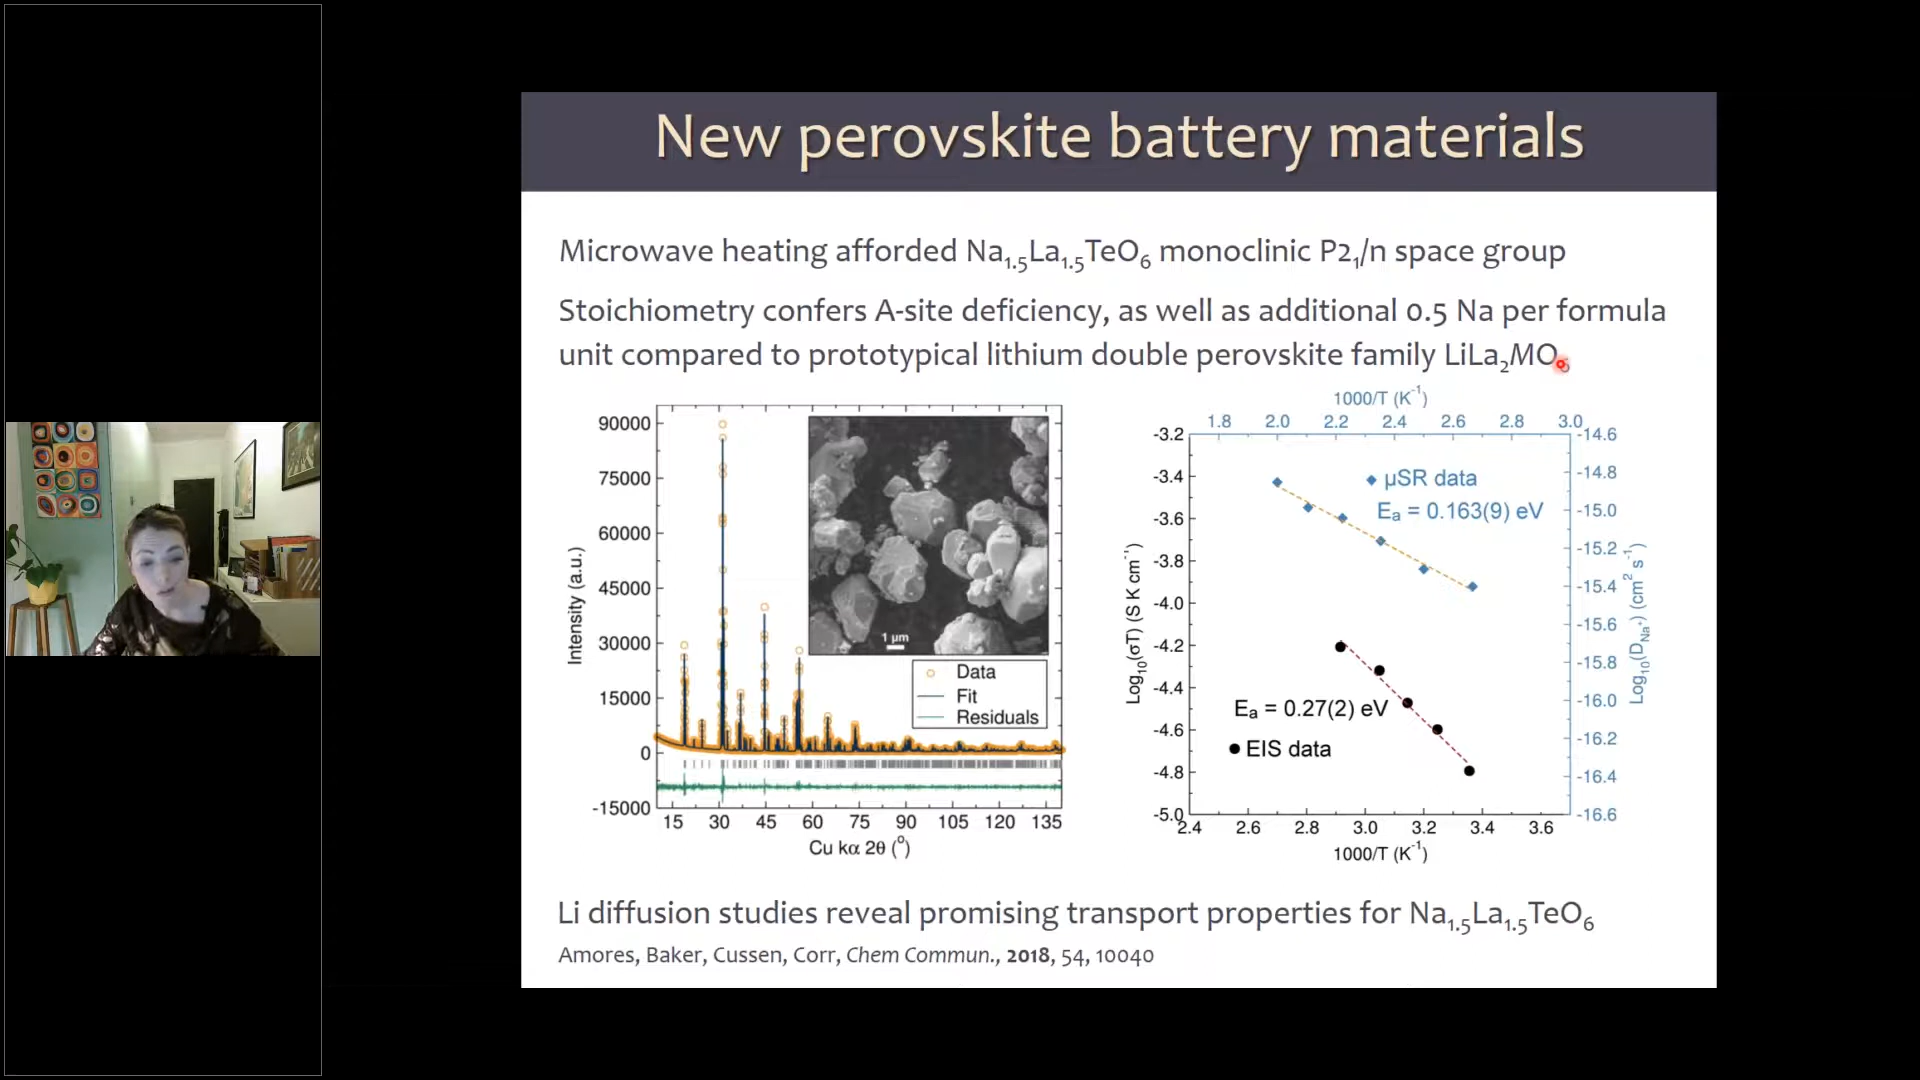 New perovskite battery materials
Microwave heating afforded Na1.5La1.5TeO6 monoclinic P21/n space group
Stoichiometry confers A-site deficiency, as well as additional 0.5 Na per formula
unit compared to prototypical lithium double perovskite family LiLa2MO6
90000
75000
60000
45000
30000
15000
0
-15000
Intensity (a.u.)
1 µm
Data
Fit
Residuals
15 30 45 60 75 90 105 120 135
Cu kα 2θ (°)
1000/T (K-1)
1.8 2.0 2.2 2.4 2.6 2.8 3.0
-3.2
-3.4
-3.6
-3.8
-4.0
-4.2
-4.4
-4.6
-4.8
-5.0
Log10(σT) (S K cm-1)
µSR data
Ea = 0.163(9) eV
Ea = 0.27(2) eV
EIS data
-14.6
-14.8
-15.0
-15.2
-15.4
-15.6
-15.8
-16.0
-16.2
-16.4
-16.6
Log10(DNa+) (cm2 s-1)
2.4 2.6 2.8 3.0 3.2 3.4 3.6
1000/T (K-1)
Li diffusion studies reveal promising transport properties for Na1.5La1.5TeO6
Amores, Baker, Cussen, Corr, Chem Commun., 2018, 54, 10040